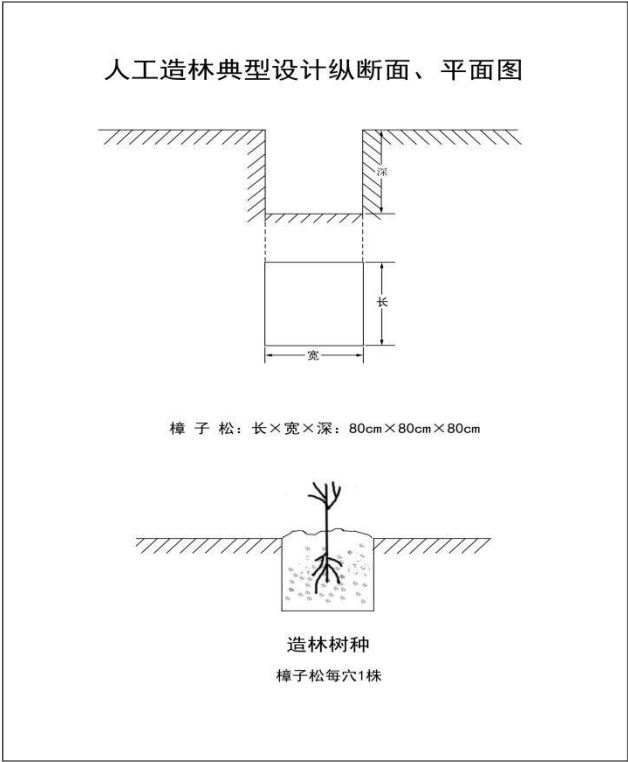 人工造林典型设计纵断面、平面图
深
长
宽
樟 子 松：长×宽×深：80cm×80cm×80cm
造林树种
樟子松每穴1株